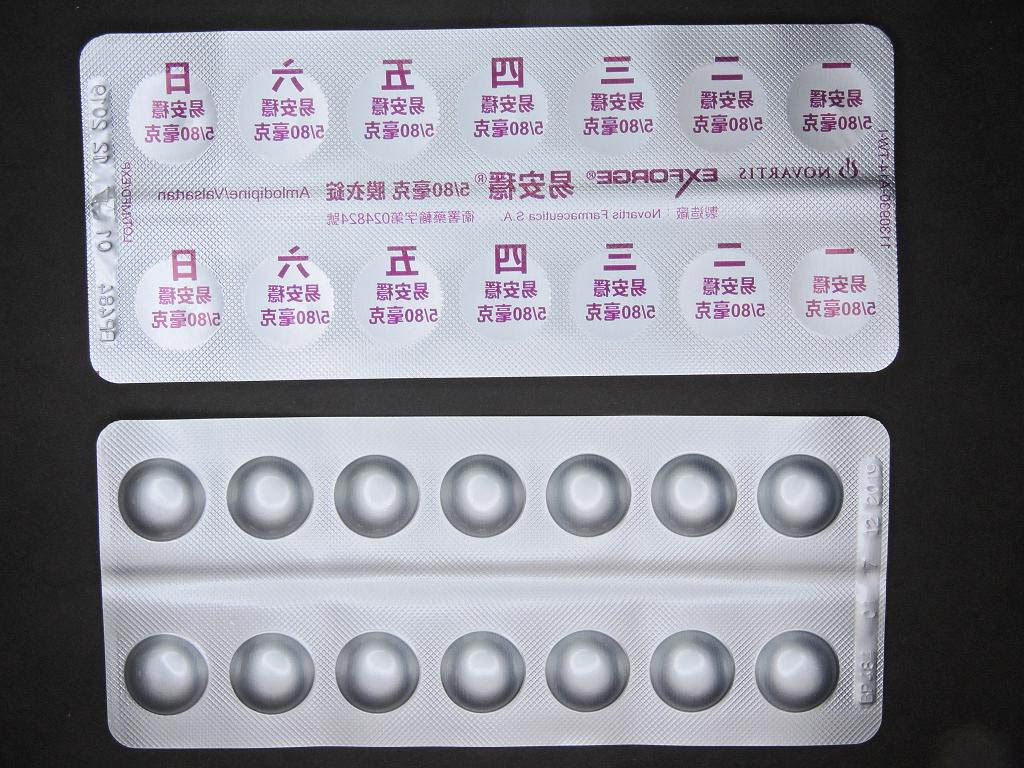 一 二 三 四 五 六 日
易安穩 易安穩 易安穩 易安穩 易安穩 易安穩 易安穩
5/80毫克 5/80毫克 5/80毫克 5/80毫克 5/80毫克 5/80毫克 5/80毫克
NOVARTIS EXFORGE® 易安穩® 5/80毫克 膜衣錠 Amlodipine/Valsartan
製造廠：Novartis Farmaceutica S.A. 衛署藥輸字第024824號
一 二 三 四 五 六 日
易安穩 易安穩 易安穩 易安穩 易安穩 易安穩 易安穩
5/80毫克 5/80毫克 5/80毫克 5/80毫克 5/80毫克 5/80毫克 5/80毫克
LOT/MFD/EXP
12 2019
12 2019